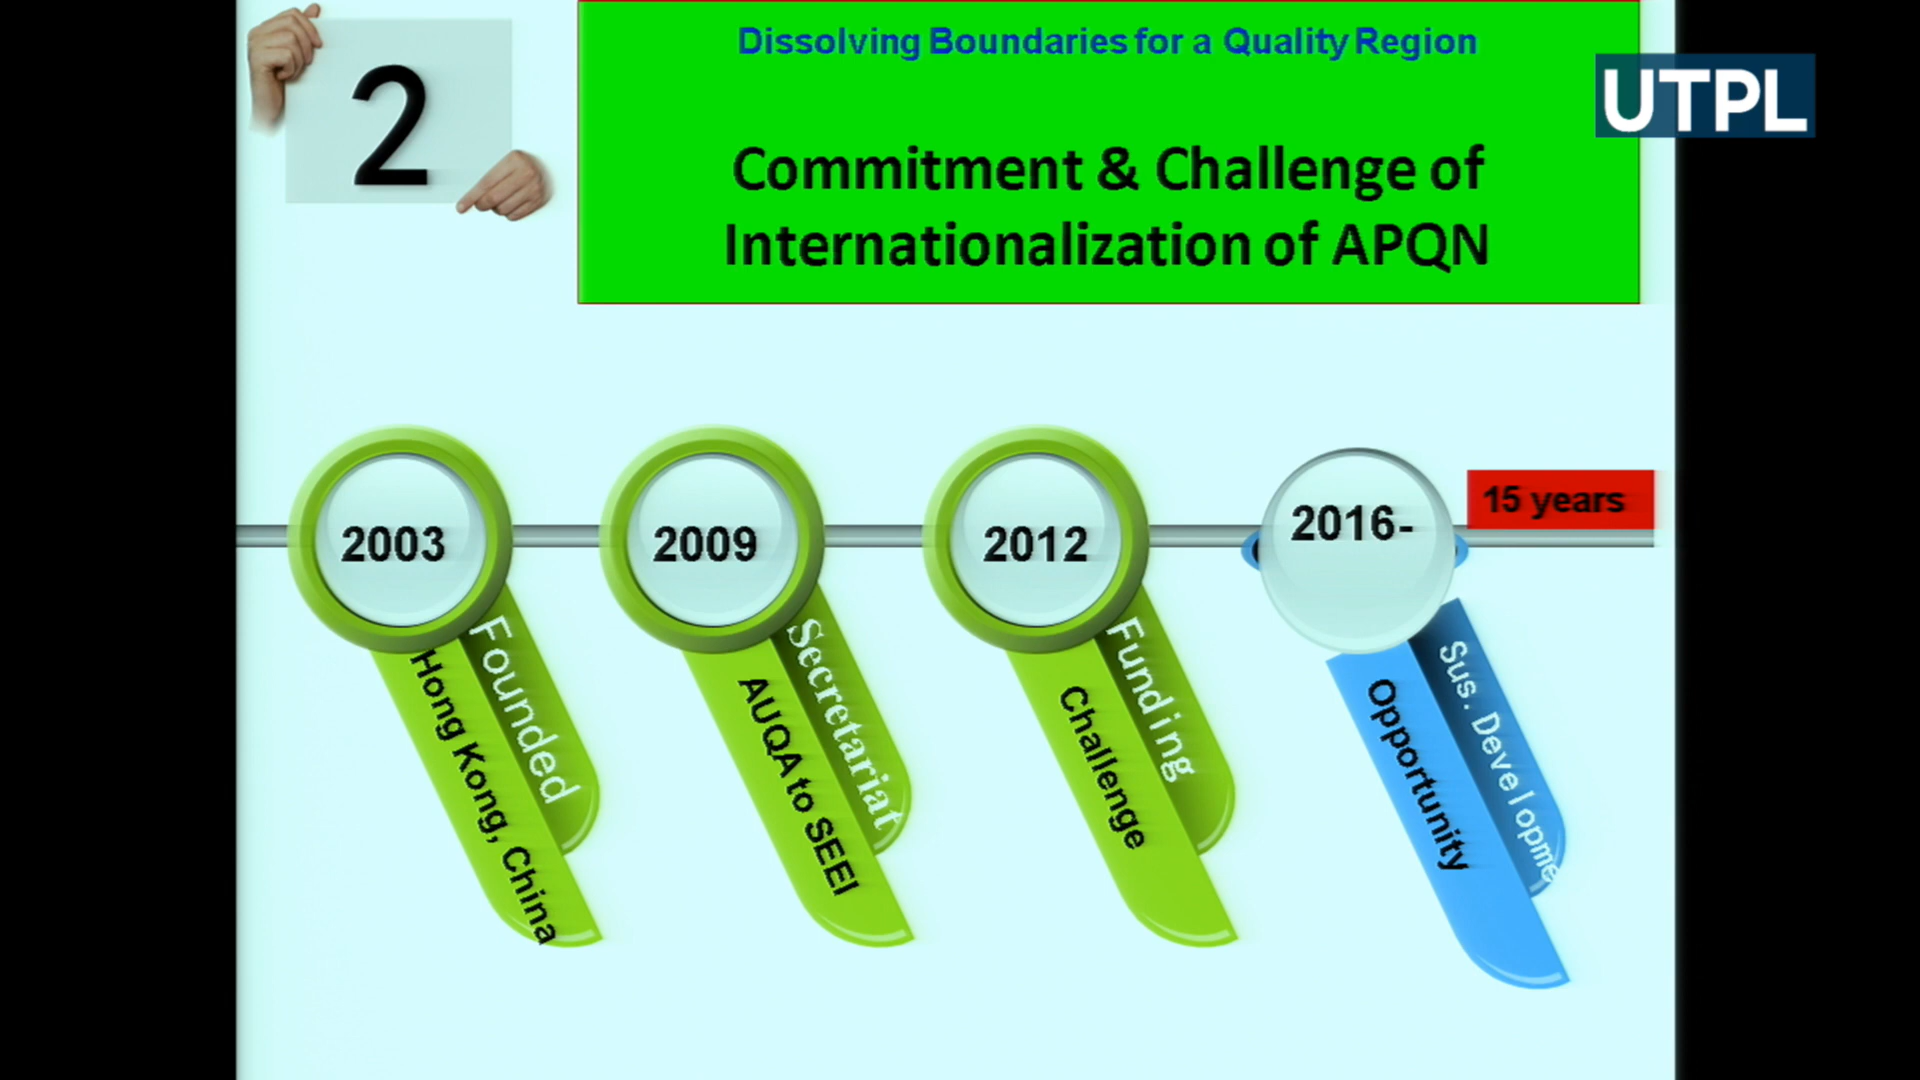 2
Dissolving Boundaries for a Quality Region
UTPL
Commitment & Challenge of
Internationalization of APQN
15 years
2003
2009
2012
2016-
Founded
Hong Kong, China
Secretariat
AUQA to SEEI
Funding
Challenge
Sus. Developme
Opportunity